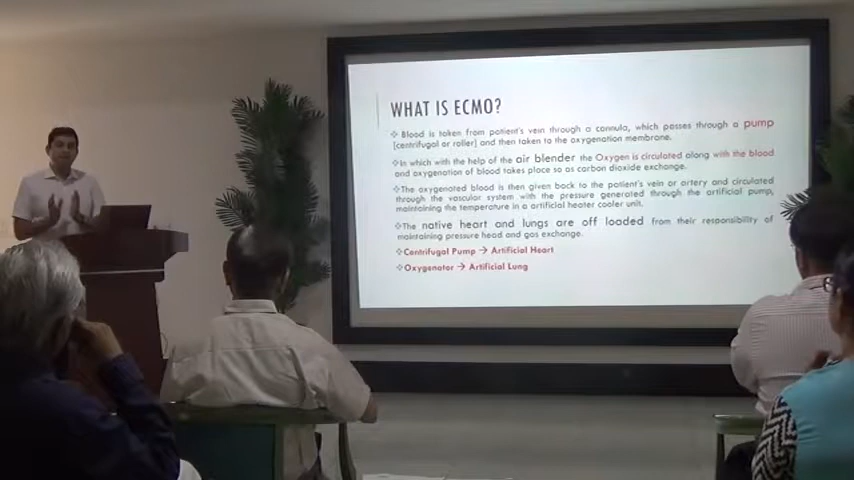 WHAT IS ECMO?
❖Blood is taken from patient's vein through a cannula, which passes through a pump
[centrifugal or roller] and then taken to the oxygenation membrane.
❖In which with the help of the air blender the Oxygen is circulated along with the blood
and oxygenation of blood takes place so as carbon dioxide exchange.
❖The oxygenated blood is then given back to the patient's vein or artery and circulated
through the vascular system with the pressure generated through the artificial pump,
maintaining the temperature in a artificial heater cooler unit.
❖The native heart and lungs are off loaded from their responsibility of
maintaining pressure head and gas exchange.
❖Centrifugal Pump → Artificial Heart
❖Oxygenator → Artificial Lung